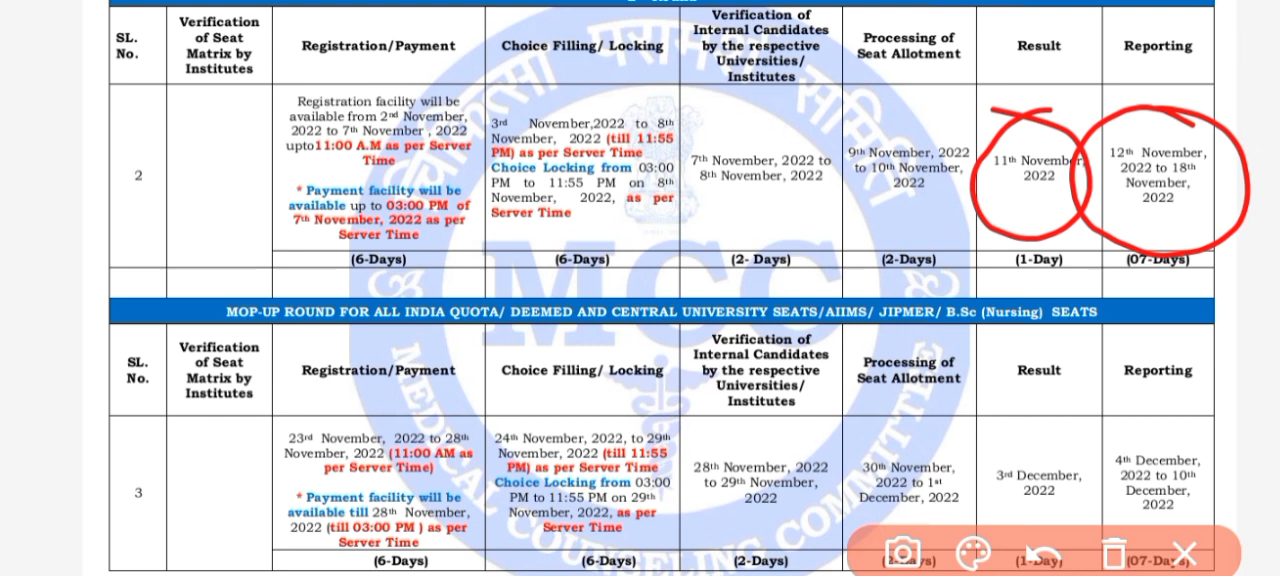 SL.
No.
Verification
of Seat
Matrix by
Institutes
Registration/Payment
Choice Filling/ Locking
Verification of
Internal Candidates
by the respective
Universities/
Institutes
Processing of
Seat Allotment
Result
Reporting
2
Registration facility will be
available from 2nd November,
2022 to 7th November , 2022
upto11:00 A.M as per Server
Time
* Payment facility will be
available up to 03:00 PM of
7th November, 2022 as per
Server Time
3rd November,2022 to 8th
November, 2022 (till 11:55
PM) as per Server Time
Choice Locking from 03:00
PM to 11:55 PM on 8th
November, 2022, as per
Server Time
7th November, 2022 to
8th November, 2022
9th November, 2022
to 10th November,
2022
11th November,
2022
12th November,
2022 to 18th
November,
2022
(6-Days)
(6-Days)
(2- Days)
(2-Days)
(1-Day)
(07-Days)
MOP-UP ROUND FOR ALL INDIA QUOTA/ DEEMED AND CENTRAL UNIVERSITY SEATS/AIIMS/ JIPMER/ B.Sc (Nursing) SEATS
SL.
No.
Verification
of Seat
Matrix by
Institutes
Registration/Payment
Choice Filling/ Locking
Verification of
Internal Candidates
by the respective
Universities/
Institutes
Processing of
Seat Allotment
Result
Reporting
3
23rd November, 2022 to 28th
November, 2022 (11:00 AM as
per Server Time)
* Payment facility will be
available till 28th November,
2022 (till 03:00 PM ) as per
Server Time
24th November, 2022, to 29th
November, 2022 (till 11:55
PM) as per Server Time
Choice Locking from 03:00
PM to 11:55 PM on 29th
November, 2022, as per
Server Time
28th November, 2022
to 29th November,
2022
30th November,
2022 to 1st
December, 2022
3rd December,
2022
4th December,
2022 to 10th
December,
2022
(6-Days)
(6-Days)
(2-Days)
(2-Days)
(1-Day)
(07-Days)
MCC
MEDICAL COUNSELING COMMITTEE